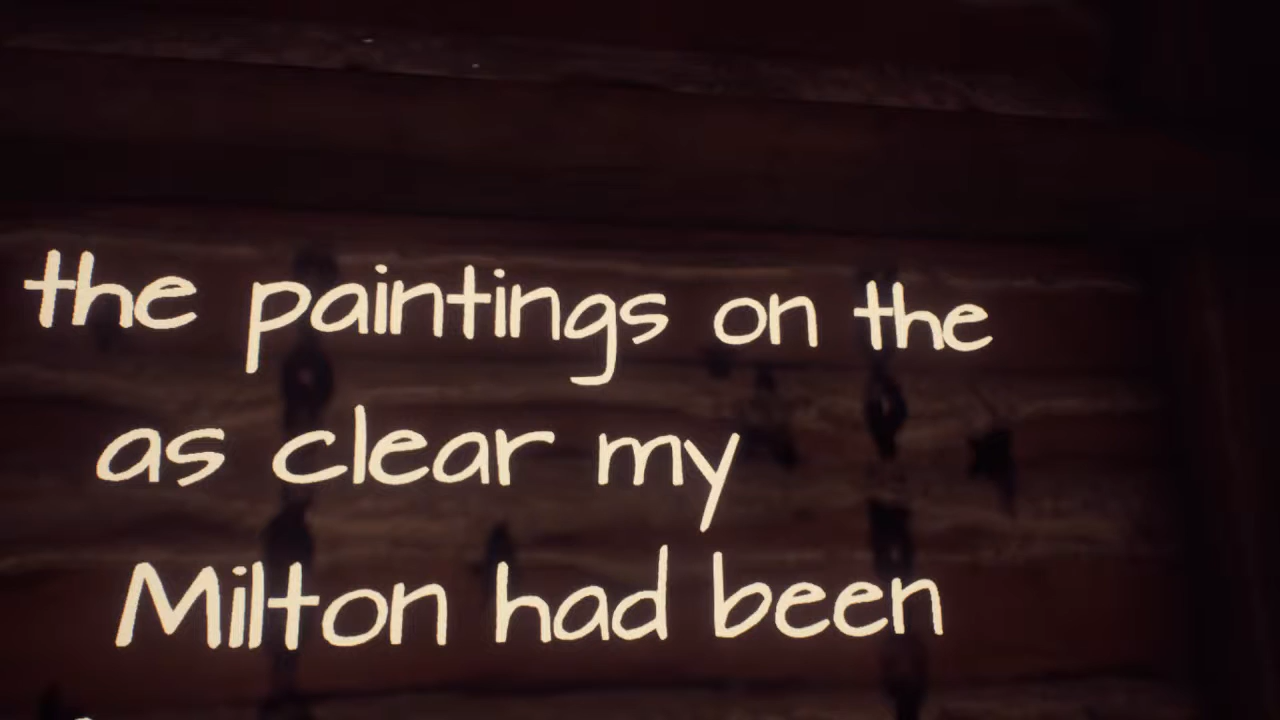 the paintings on the
as clear my
Milton had been